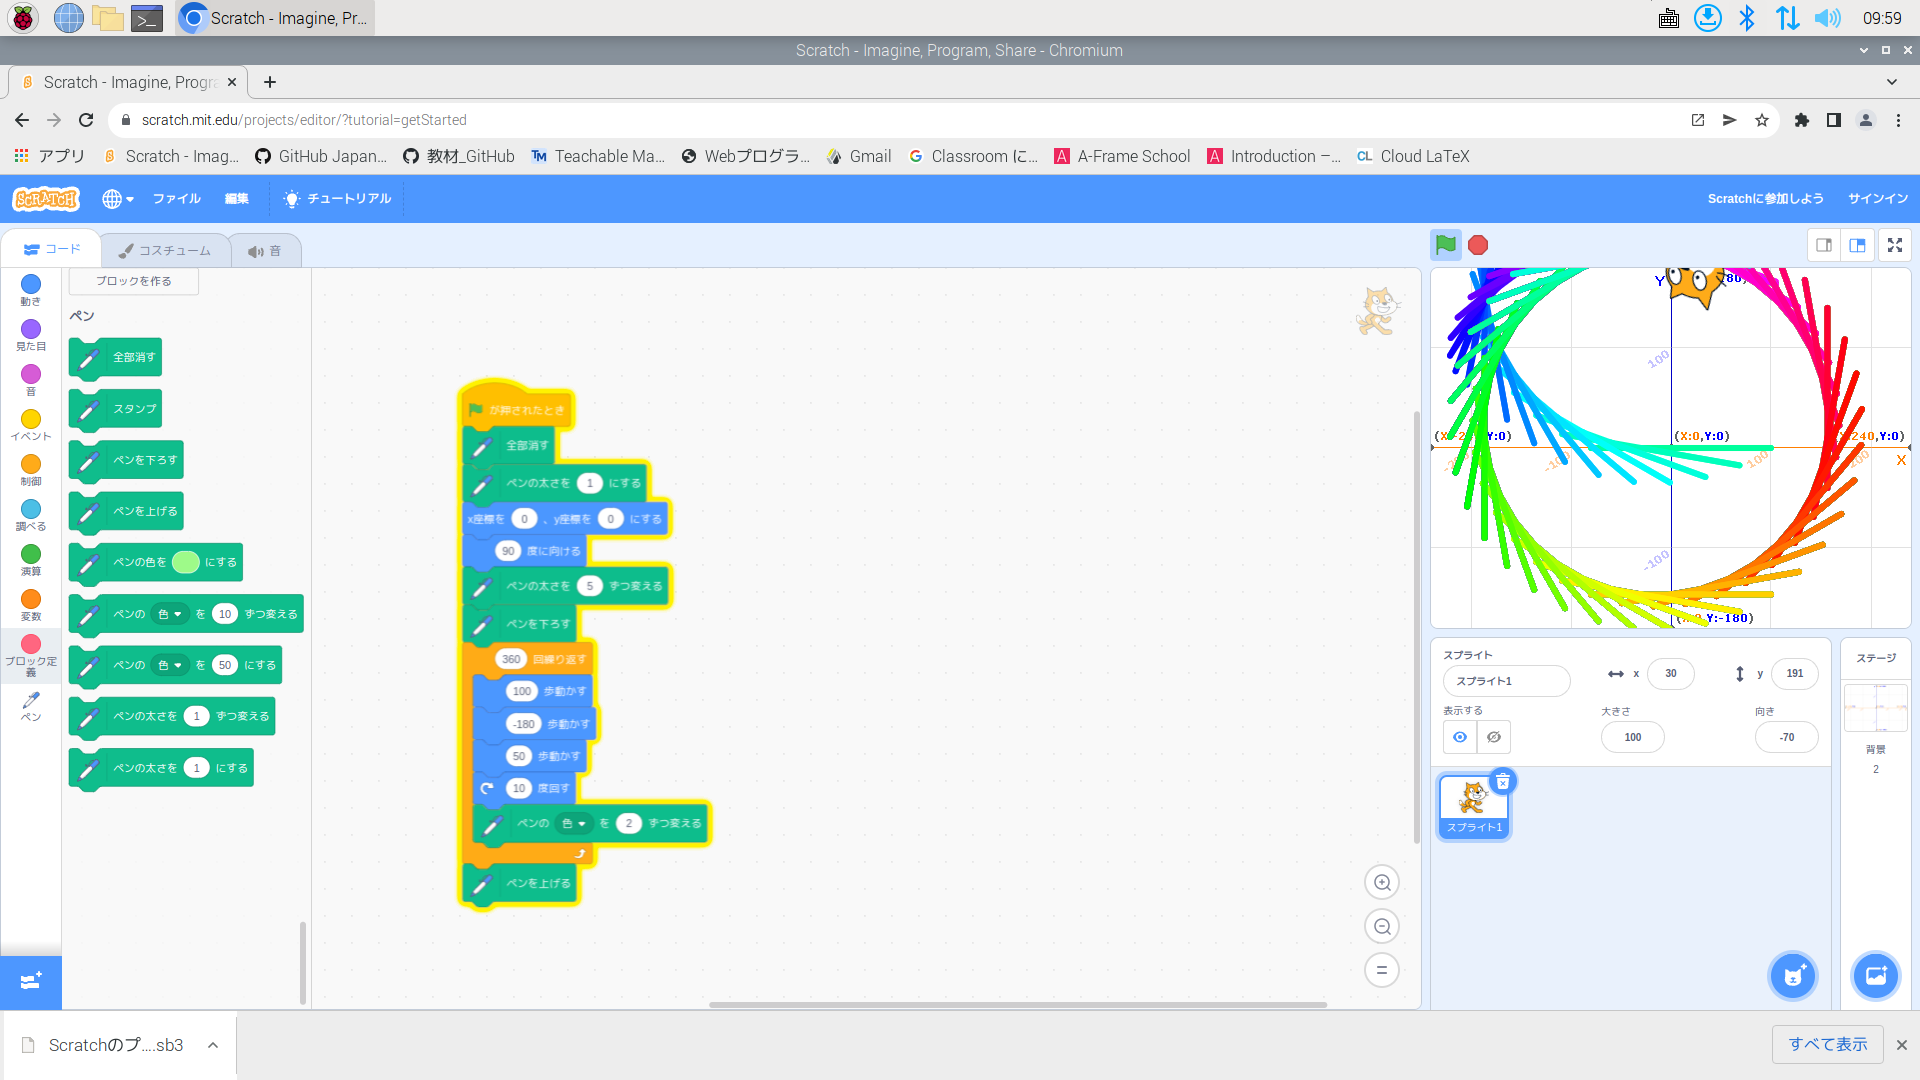 Scratch - Imagine, Pr...
09:59
Scratch - Imagine, Program, Share - Chromium
Scratch - Imagine, Progra
scratch.mit.edu/projects/editor/?tutorial=getStarted
アプリ
Scratch - Imag...
GitHub Japan...
教材_GitHub
Teachable Ma...
Webプログラ...
Gmail
Classroom に...
A-Frame School
Introduction –...
Cloud LaTeX
SCRATCH
ファイル
編集
チュートリアル
Scratchに参加しよう
サインイン
コード
コスチューム
音
動き
見た目
音
イベント
制御
調べる
演算
変数
ブロック定義
ペン
ブロックを作る
ペン
全部消す
スタンプ
ペンを下ろす
ペンを上げる
ペンの色を にする
ペンの 色 を 10 ずつ変える
ペンの 色 を 50 にする
ペンの太さを 1 ずつ変える
ペンの太さを 1 にする
が押されたとき
全部消す
ペンの太さを 1 にする
x座標を 0 、y座標を 0 にする
90 度に向ける
ペンの太さを 5 ずつ変える
ペンを下ろす
360 回繰り返す
100 歩動かす
-180 歩動かす
50 歩動かす
10 度回す
ペンの 色 を 2 ずつ変える
ペンを上げる
Y
100
(X:0,Y:0)
240,Y:0)
Y:0)
-100
100
200
X
-100
Y:-180)
スプライト
スプライト1
x 30
y 191
表示する
大きさ
100
向き
-70
スプライト1
ステージ
背景
2
Scratchのプ....sb3
すべて表示